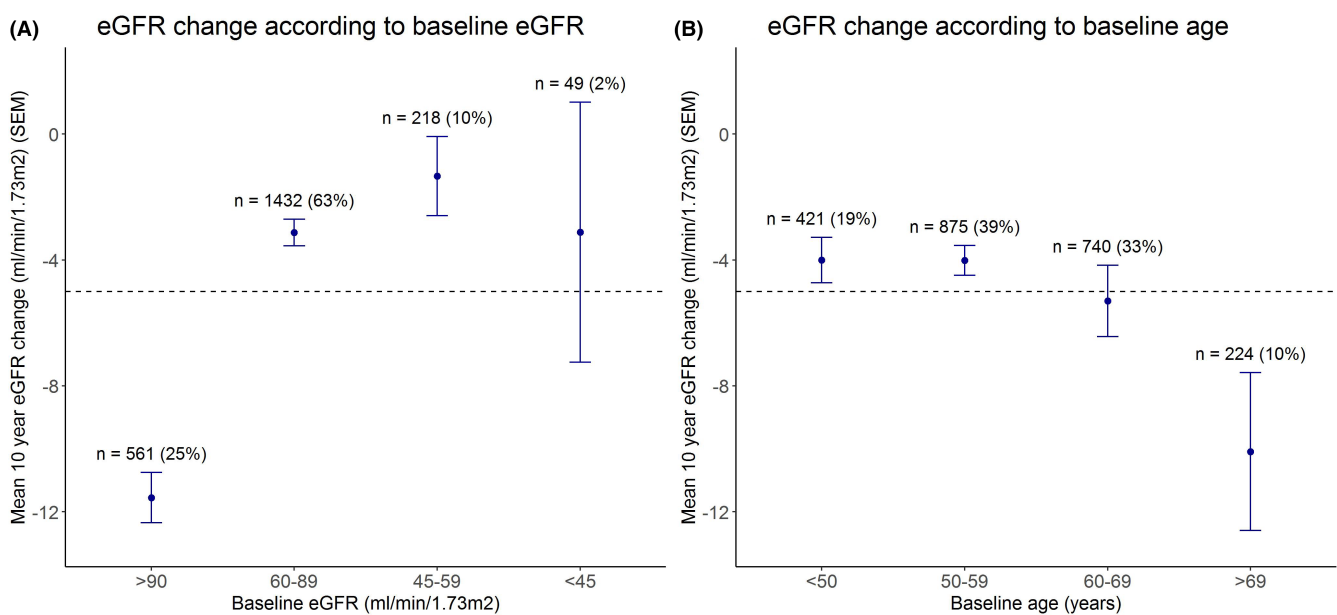 (A)
eGFR change according to baseline eGFR
Mean 10 year eGFR change (ml/min/1.73m2) (SEM)
0
-4
-8
-12
n = 561 (25%)
n = 1432 (63%)
n = 218 (10%)
n = 49 (2%)
>90
60-89
45-59
<45
Baseline eGFR (ml/min/1.73m2)
(B)
eGFR change according to baseline age
Mean 10 year eGFR change (ml/min/1.73m2) (SEM)
0
-4
-8
-12
n = 421 (19%)
n = 875 (39%)
n = 740 (33%)
n = 224 (10%)
<50
50-59
60-69
>69
Baseline age (years)